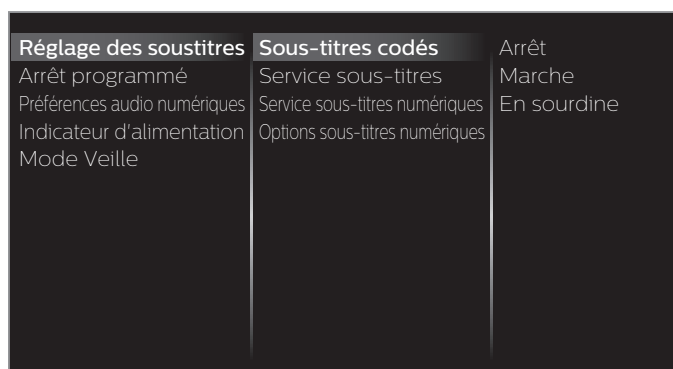 Réglage des soustitres
Arrêt programmé
Préférences audio numériques
Indicateur d'alimentation
Mode Veille
Sous-titres codés
Service sous-titres
Service sous-titres numériques
Options sous-titres numériques
Arrêt
Marche
En sourdine